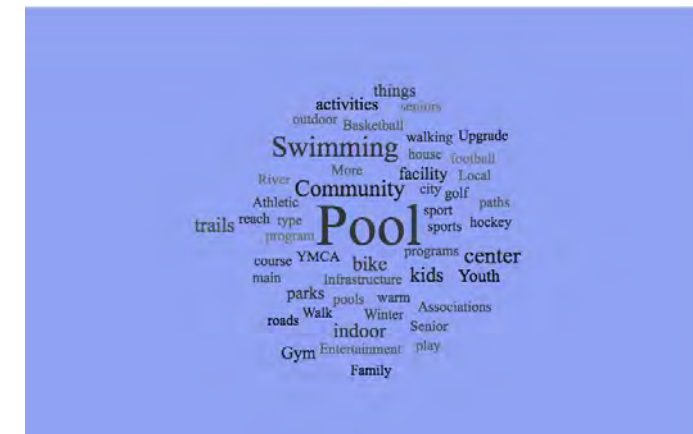 things
activities seniors
outdoor Basketball
Swimming walking Upgrade
More house football
River Community facility Local
city golf
Athletic paths
trails reach type Pool sport
program sports hockey
course YMCA bike programs center
main Infrastructure kids Youth
parks pools warm Associations
roads Walk Winter
indoor Senior
Gym Entertainment play
Family